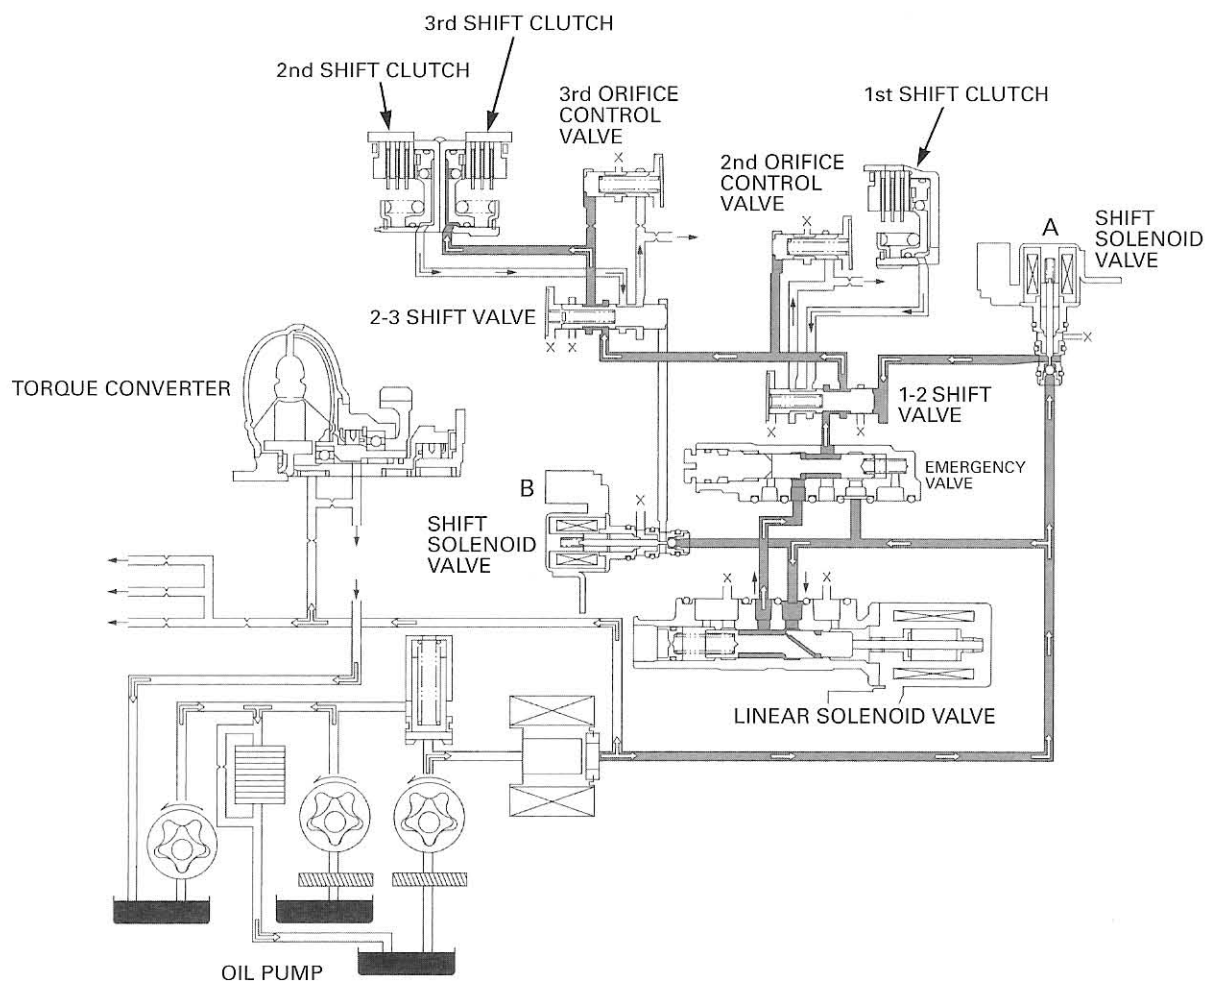 3rd SHIFT CLUTCH
2nd SHIFT CLUTCH
3rd ORIFICE
CONTROL
VALVE
1st SHIFT CLUTCH
2nd ORIFICE
CONTROL
VALVE
A
SHIFT
SOLENOID
VALVE
X
X
X
2-3 SHIFT VALVE
X
X
TORQUE CONVERTER
1-2 SHIFT
VALVE
X
X
EMERGENCY
VALVE
B
SHIFT
SOLENOID
VALVE
X
X
X
LINEAR SOLENOID VALVE
OIL PUMP